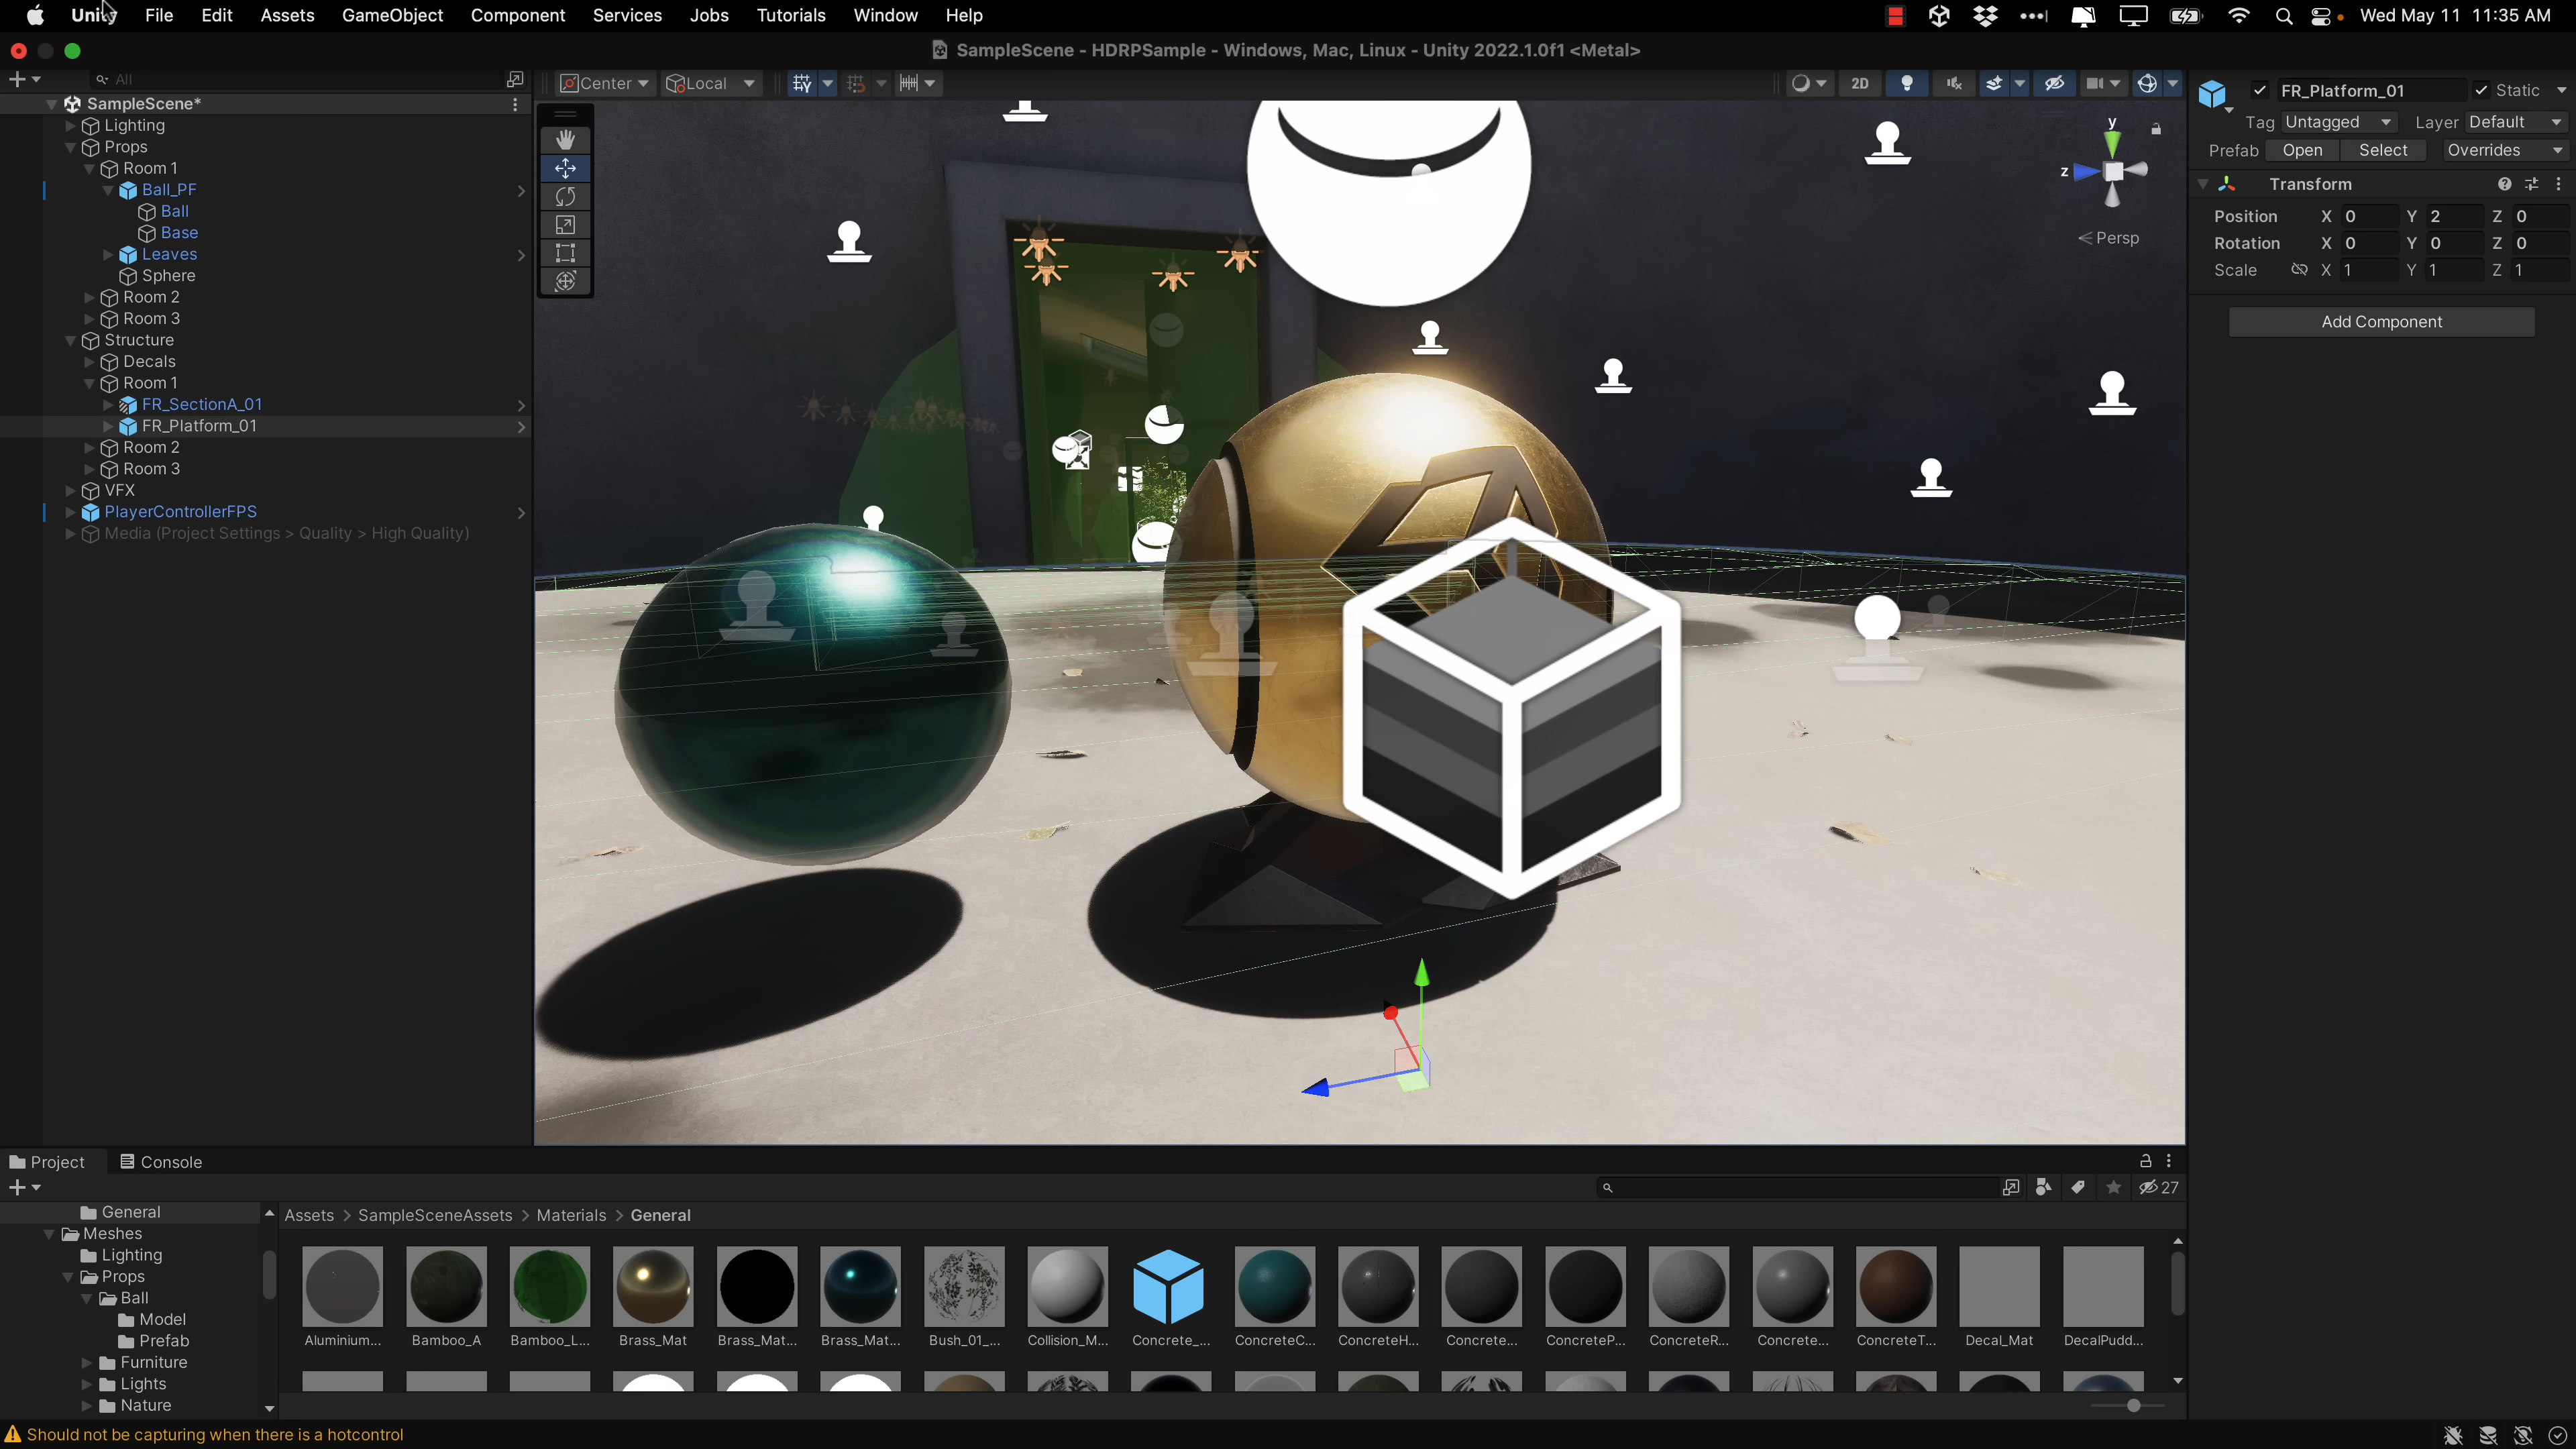 Unity File Edit Assets GameObject Component Services Jobs Tutorials Window Help Wed May 11 11:35 AM
SampleScene - HDRPSample - Windows, Mac, Linux - Unity 2022.1.0f1 <Metal>
All
Center Local 2D
SampleScene*
Lighting
Props
Room 1
Ball_PF
Ball
Base
Leaves
Sphere
Room 2
Room 3
Structure
Decals
Room 1
FR_SectionA_01
FR_Platform_01
Room 2
Room 3
VFX
PlayerControllerFPS
Media (Project Settings > Quality > High Quality)
y
z
Persp
FR_Platform_01 Static
Tag Untagged Layer Default
Prefab Open Select Overrides
Transform
Position X 0 Y 2 Z 0
Rotation X 0 Y 0 Z 0
Scale X 1 Y 1 Z 1
Add Component
Project Console
27
General
Meshes
Lighting
Props
Ball
Model
Prefab
Furniture
Lights
Nature
Assets > SampleSceneAssets > Materials > General
Aluminium... Bamboo_A Bamboo_L... Brass_Mat Brass_Mat... Brass_Mat... Bush_01_... Collision_M... Concrete_... ConcreteC... ConcreteH... Concrete... ConcreteP... ConcreteR... Concrete... ConcreteT... Decal_Mat DecalPudd...
Should not be capturing when there is a hotcontrol